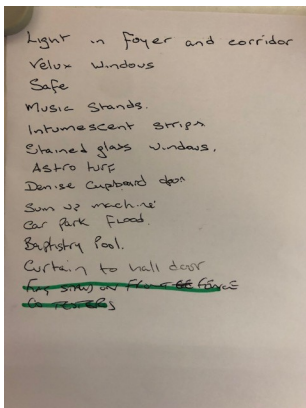 Light in foyer and corridor
Velux windows
Safe
Music Stands.
Intumescent strips
Stained glass windows.
Astro turf
Denise Cupboard door
Sum up machine
Car Park Flood.
Baptistry Pool.
Curtain to hall door
on